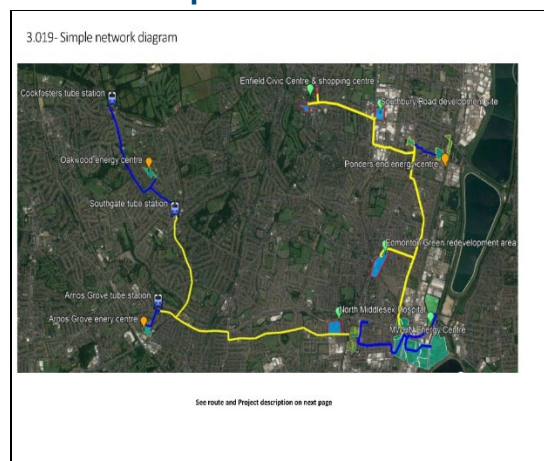 3.019- Simple network diagram
Enfield Civic Centre & shopping centre
Cockfosters tube station
Southbury Road development site
Oakwood energy centre
Ponders end energy centre
Southgate tube station
Edmonton Green redevelopment area
Arnos Grove tube station
North Middlesex Hospital
Arnos Grove enery centre
Energy Centre
See route and Project description on next page